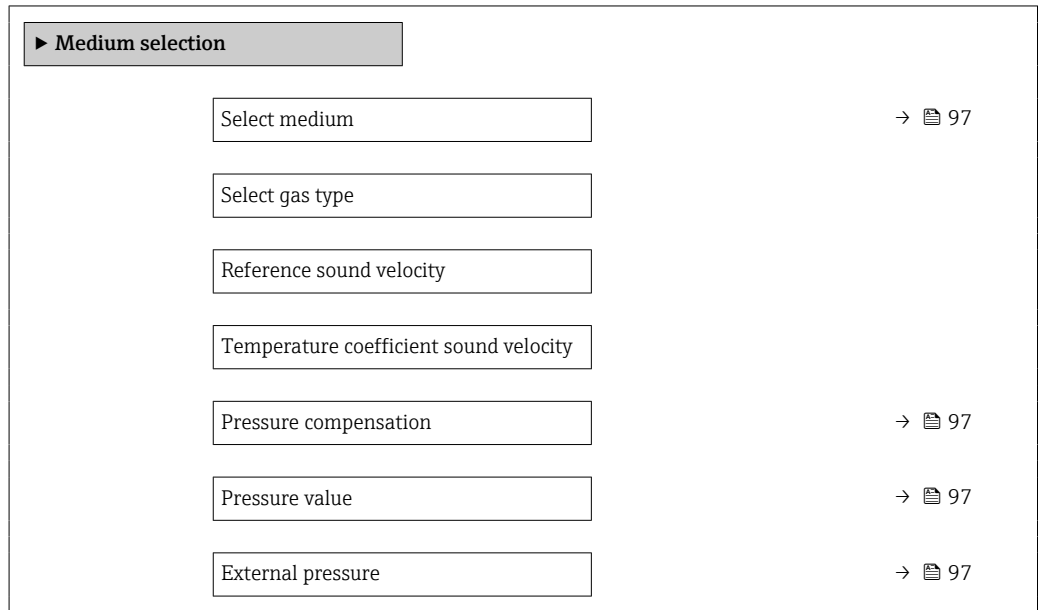 ► Medium selection
Select medium → 97
Select gas type
Reference sound velocity
Temperature coefficient sound velocity
Pressure compensation → 97
Pressure value → 97
External pressure → 97